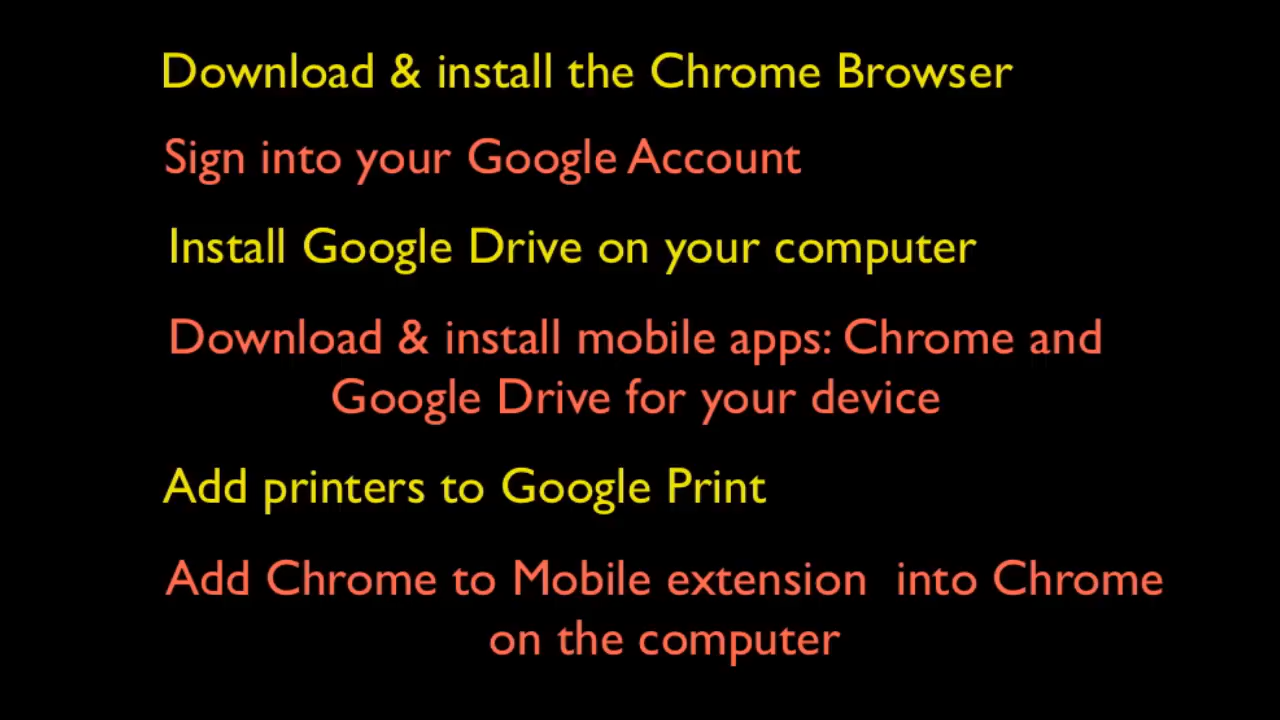 Download & install the Chrome Browser
Sign into your Google Account
Install Google Drive on your computer
Download & install mobile apps: Chrome and
Google Drive for your device
Add printers to Google Print
Add Chrome to Mobile extension  into Chrome
on the computer